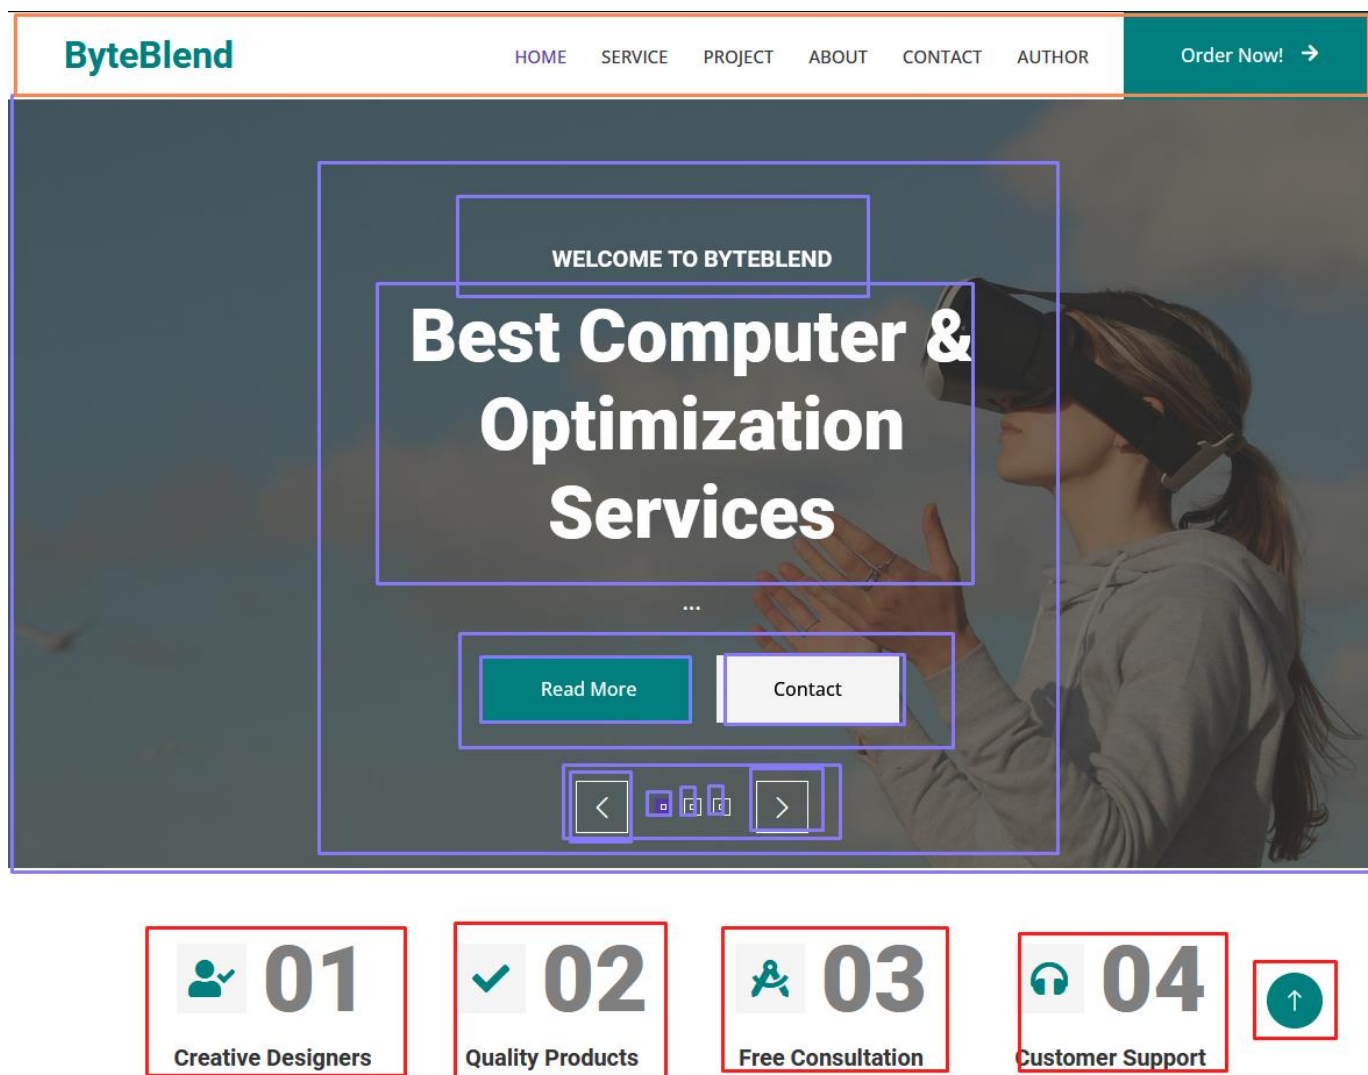 ByteBlend
HOME SERVICE PROJECT ABOUT CONTACT AUTHOR Order Now!
WELCOME TO BYTEBLEND
Best Computer &
Optimization
Services
...
Read More Contact
01 02 03 04
Creative Designers Quality Products Free Consultation Customer Support